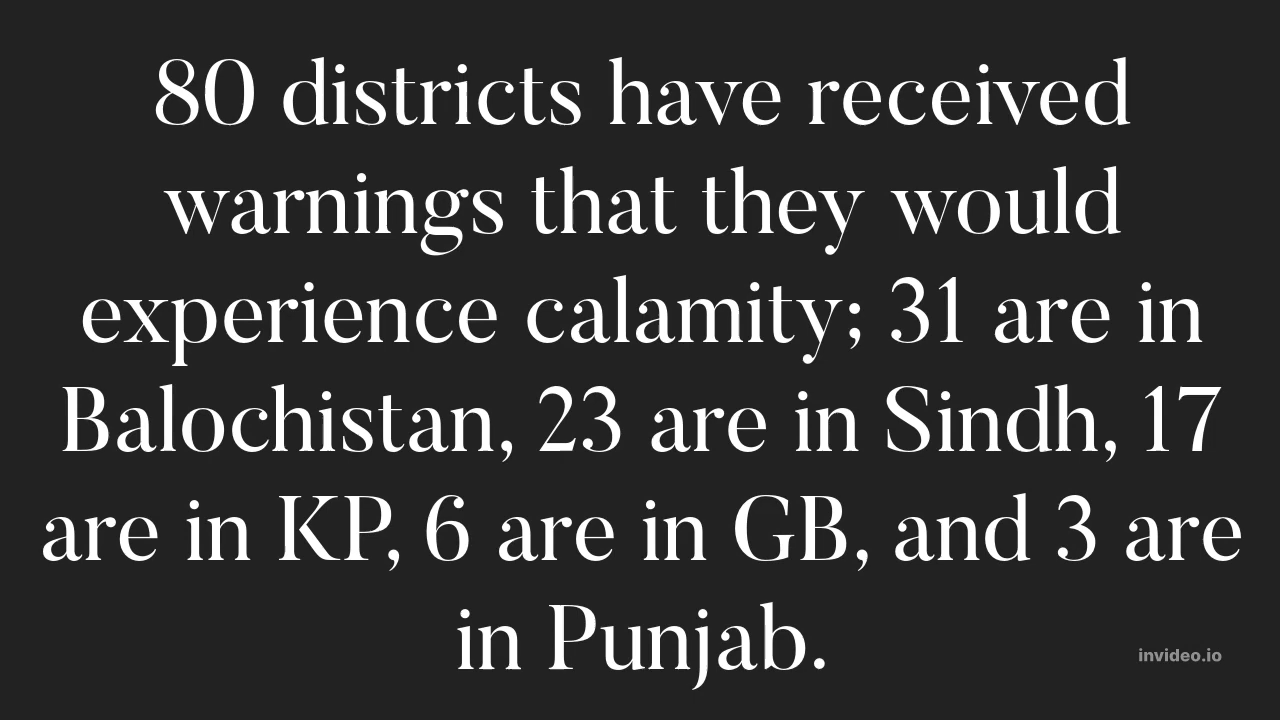 80 districts have received
warnings that they would
experience calamity; 31 are in
Balochistan, 23 are in Sindh, 17
are in KP, 6 are in GB, and 3 are
in Punjab.
invideo.io